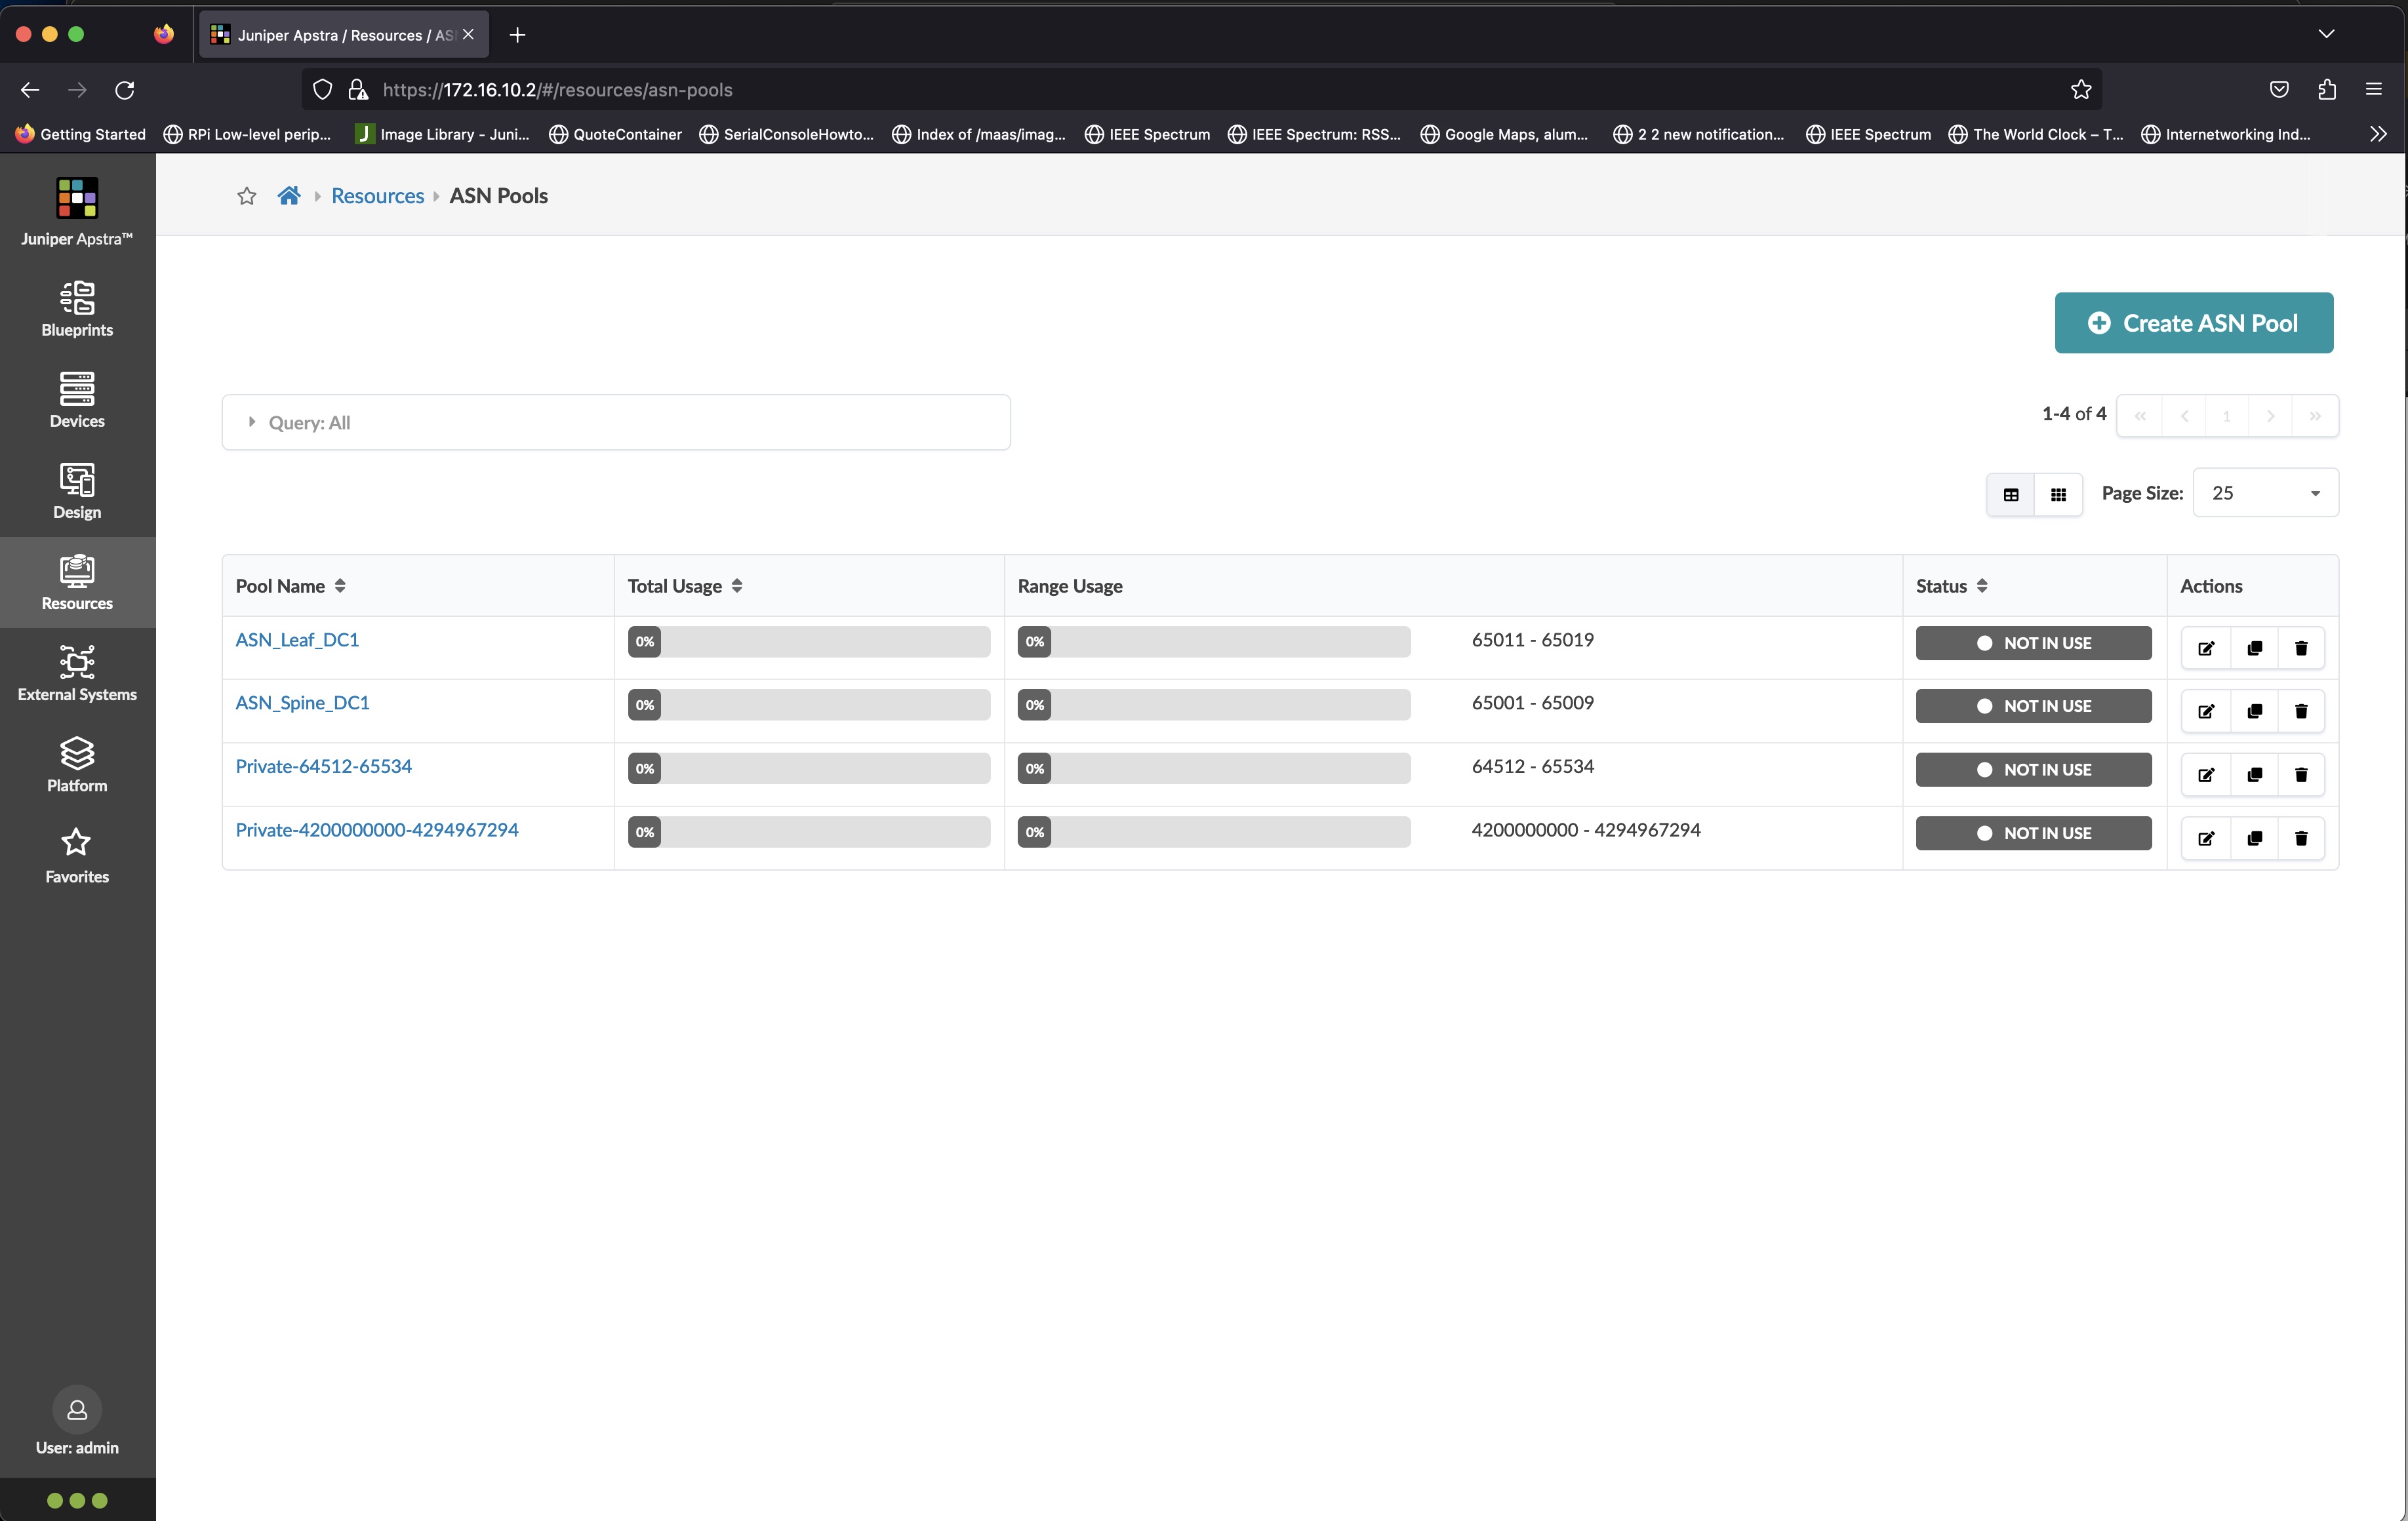 Juniper Apstra / Resources / AS
https://172.16.10.2/#/resources/asn-pools
Getting Started
RPi Low-level perip...
Image Library - Juni...
QuoteContainer
SerialConsoleHowto...
Index of /maas/imag...
IEEE Spectrum
IEEE Spectrum: RSS...
Google Maps, alum...
2 2 new notification...
IEEE Spectrum
The World Clock – T...
Internetworking Ind...
Juniper Apstra™
Blueprints
Devices
Design
Resources
External Systems
Platform
Favorites
User: admin
Resources
ASN Pools
Create ASN Pool
Query: All
1-4 of 4
1
Page Size:
25
Pool Name
Total Usage
Range Usage
Status
Actions
ASN_Leaf_DC1
0%
0%
65011 - 65019
NOT IN USE
ASN_Spine_DC1
0%
0%
65001 - 65009
NOT IN USE
Private-64512-65534
0%
0%
64512 - 65534
NOT IN USE
Private-4200000000-4294967294
0%
0%
4200000000 - 4294967294
NOT IN USE